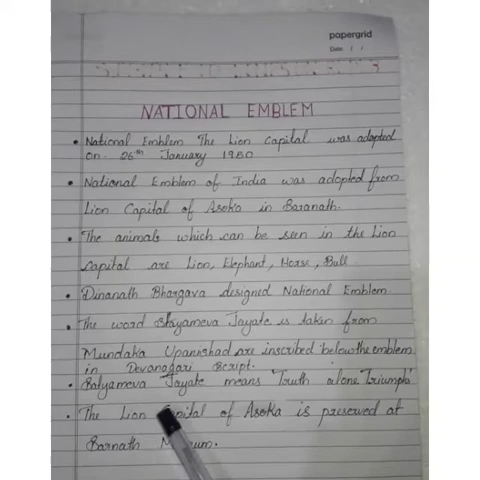 papergrid
Date: / /
NATIONAL EMBLEM
• National Emblem The Lion Capital was adopted
on 26th January 1950
• National Emblem of India was adopted from
Lion Capital of Asoka in Saranath.
• The animals which can be seen in the Lion
capital are Lion, Elephant, Horse, Bull
• Dinanath Bhargava designed National Emblem
• The word Satyameva Jayate is taken from
Mundaka Upanishad are inscribed below the emblem
in Devanagari Script.
• Satyameva Jayate means Truth alone Triumphs
• The Lion Capital of Asoka is preserved at
Sarnath